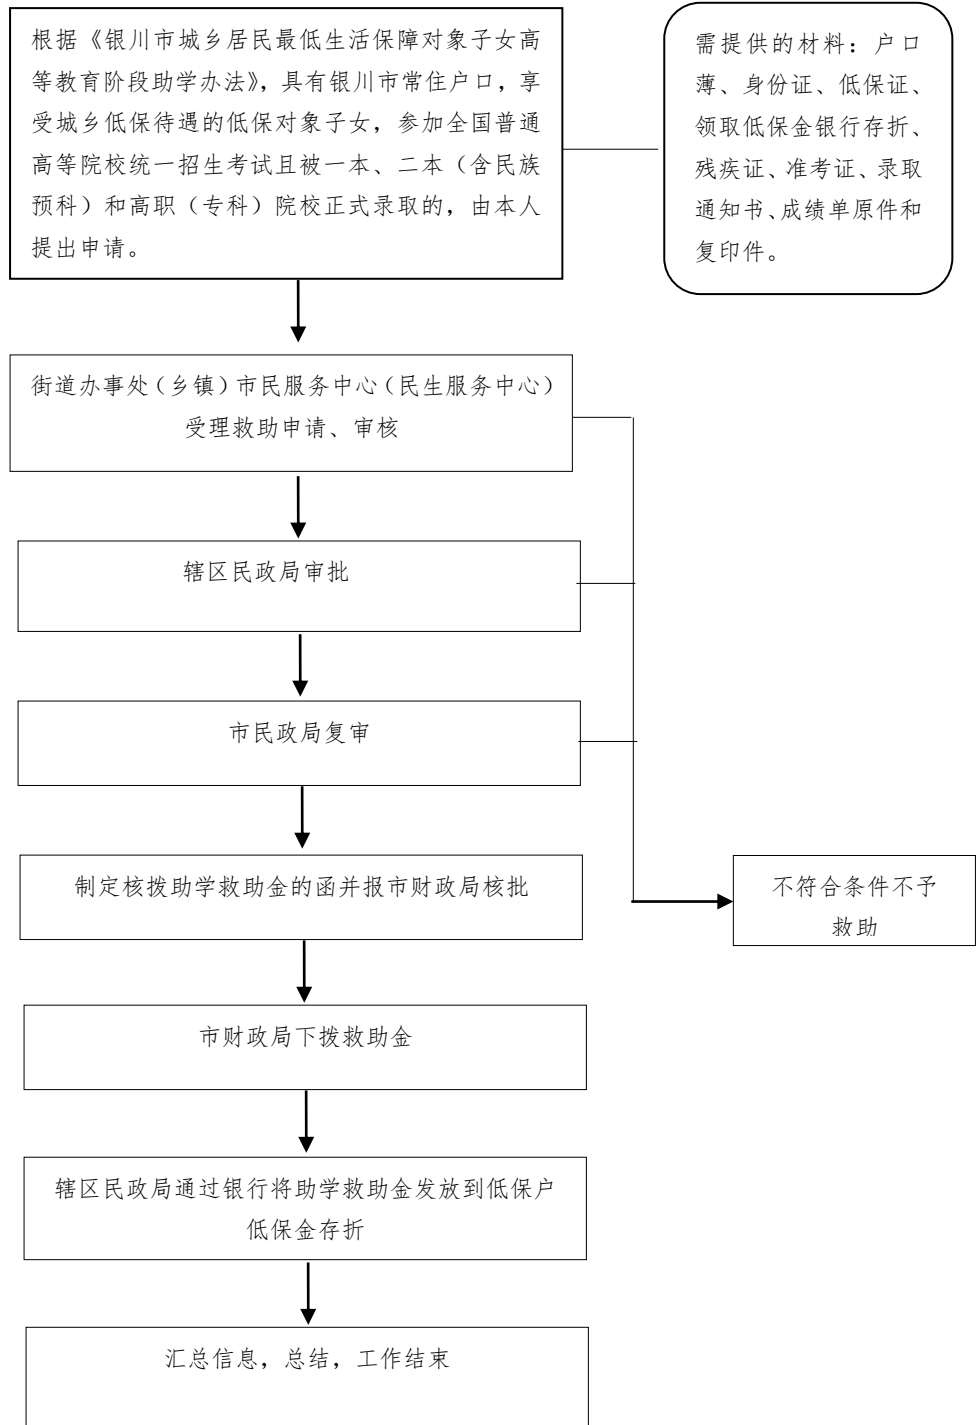 根据《银川市城乡居民最低生活保障对象子女高
等教育阶段助学办法》，具有银川市常住户口，享
受城乡低保待遇的低保对象子女，参加全国普通
高等院校统一招生考试且被一本、二本（含民族
预科）和高职（专科）院校正式录取的，由本人
提出申请。
需提供的材料：户口
薄、身份证、低保证、
领取低保金银行存折、
残疾证、准考证、录取
通知书、成绩单原件和
复印件。
街道办事处（乡镇）市民服务中心（民生服务中心）
受理救助申请、审核
辖区民政局审批
市民政局复审
制定核拨助学救助金的函并报市财政局核批
不符合条件不予
救助
市财政局下拨救助金
辖区民政局通过银行将助学救助金发放到低保户
低保金存折
汇总信息，总结，工作结束